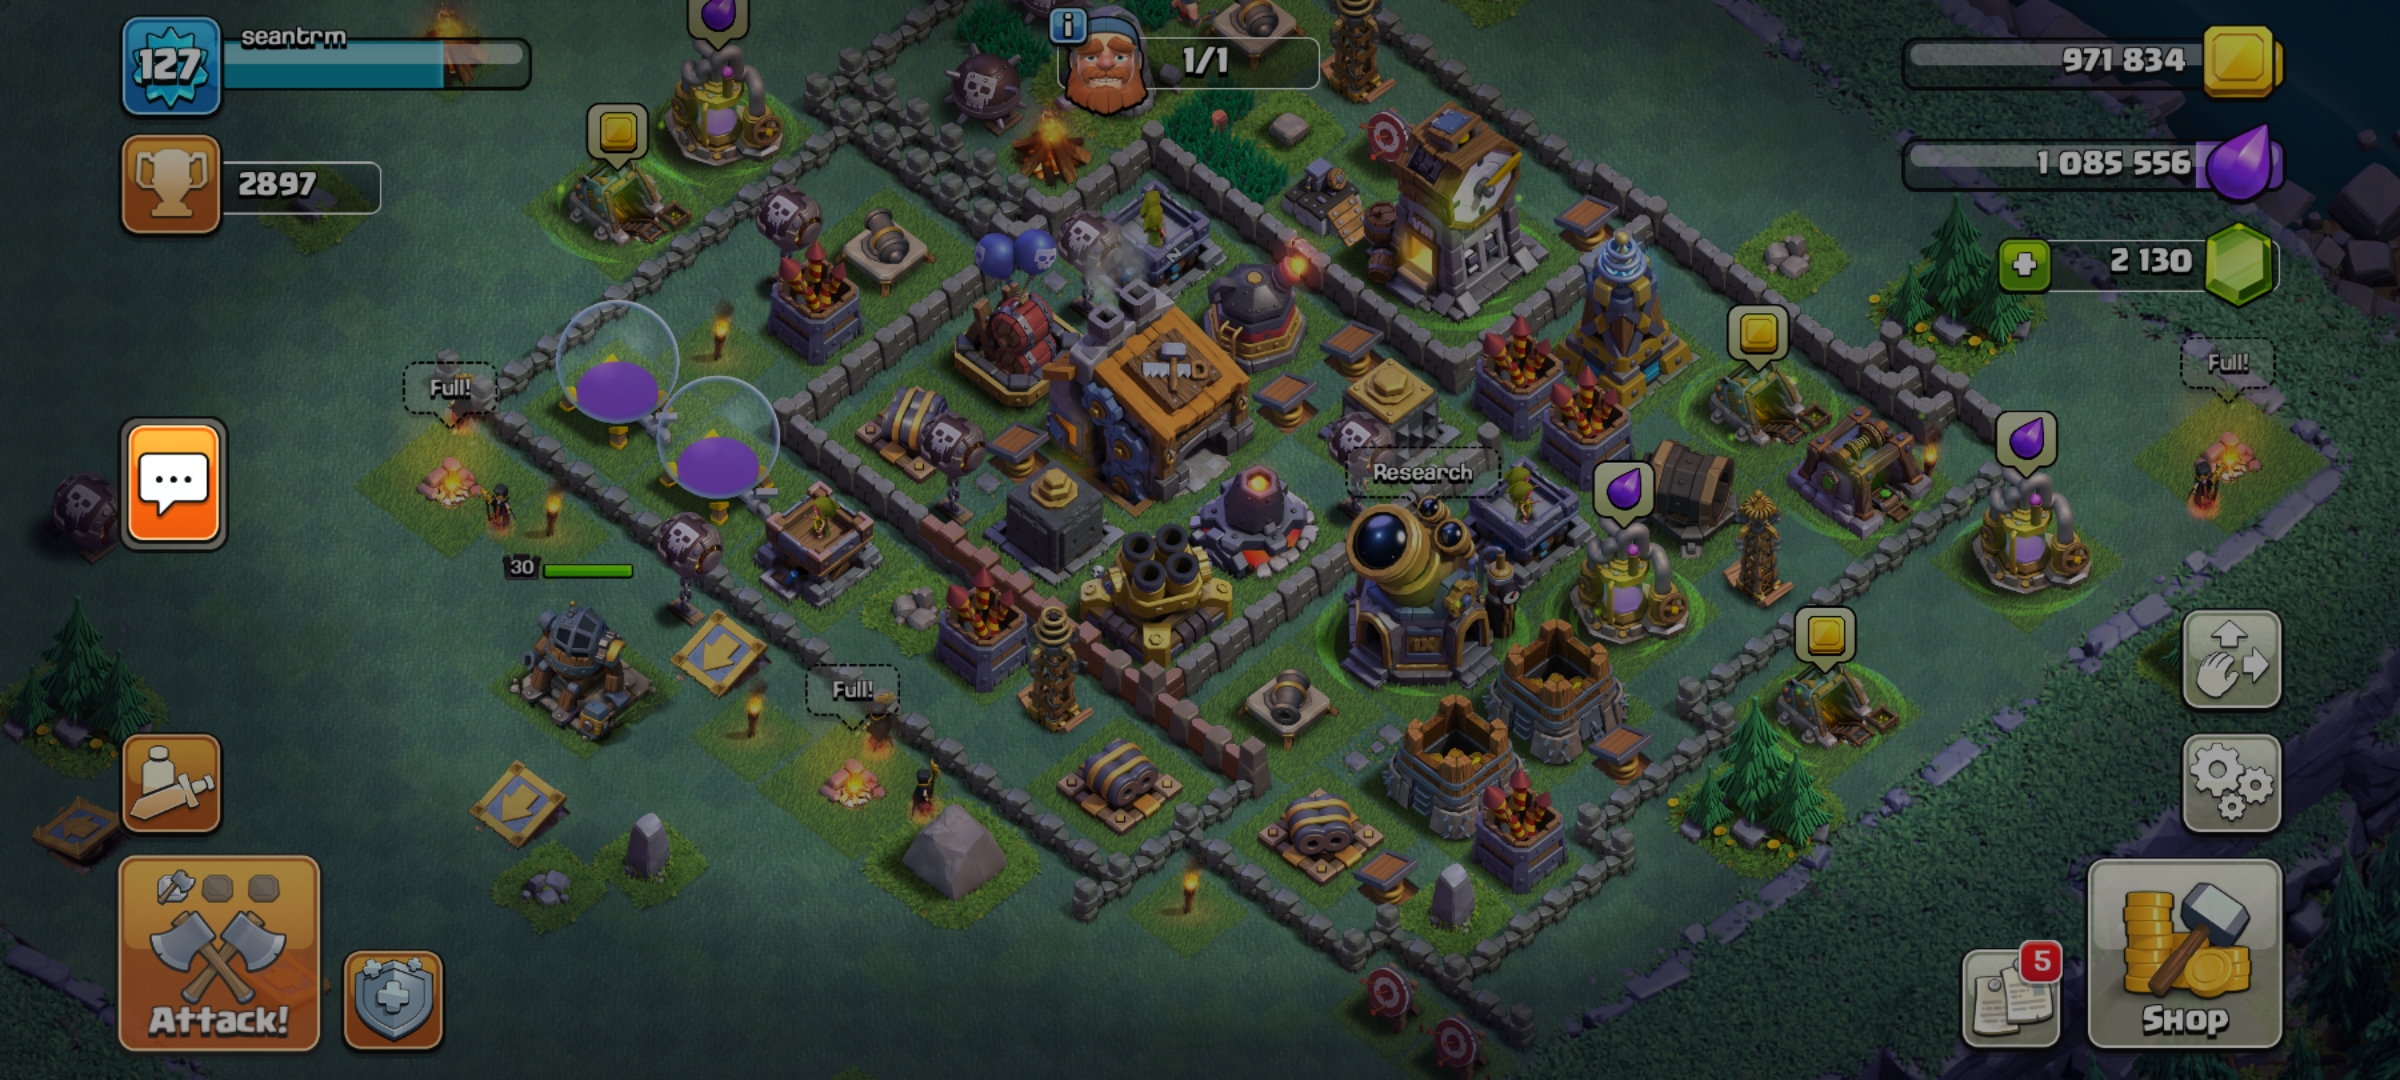 127
seantrm
i
1/1
971 834
2897
1 085 556
2 130
Full!
Full!
Research
30
Full!
IX
Attack!
5
Shop